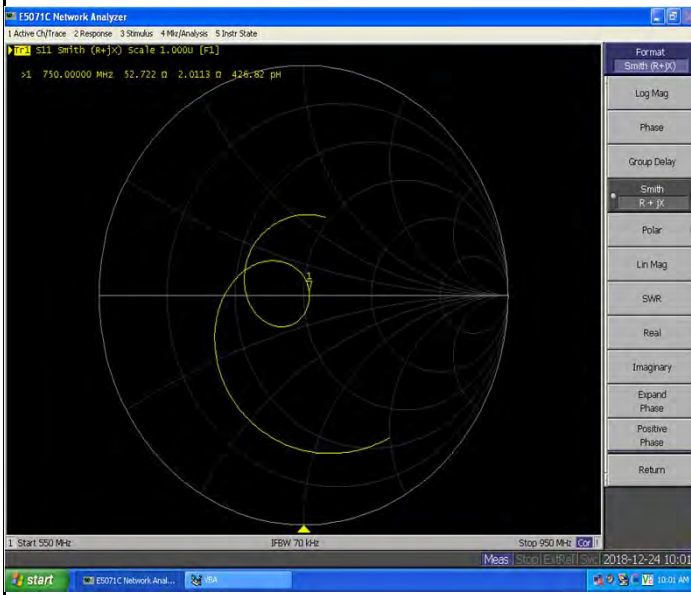 E5071C Network Analyzer
1 Active Ch/Trace 2 Response 3 Stimulus 4 Mkr/Analysis 5 Instr State
Tr1 S11 Smith (R+jX) Scale 1.000U [F1]
>1 750.00000 MHz 52.722 Ω 2.0113 Ω 426.82 pH
1
Format
Smith (R+jX)
Log Mag
Phase
Group Delay
Smith
R + jX
Polar
Lin Mag
SWR
Real
Imaginary
Expand
Phase
Positive
Phase
Return
1 Start 550 MHz IFBW 70 kHz Stop 950 MHz Cor !
Meas Stop ExtRef Svc 2018-12-24 10:01
start E5071C Network Anal... VBA 10:01 AM